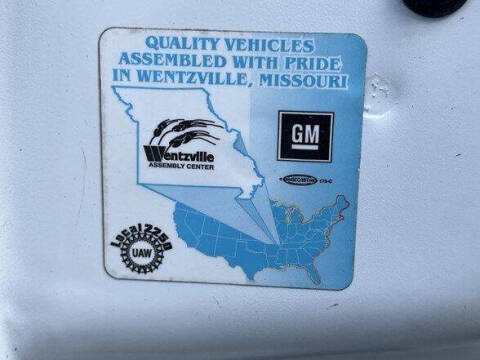 QUALITY VEHICLES
ASSEMBLED WITH PRIDE
IN WENTZVILLE, MISSOURI
Wentzville
ASSEMBLY CENTER
GM
Local 2250
UAW